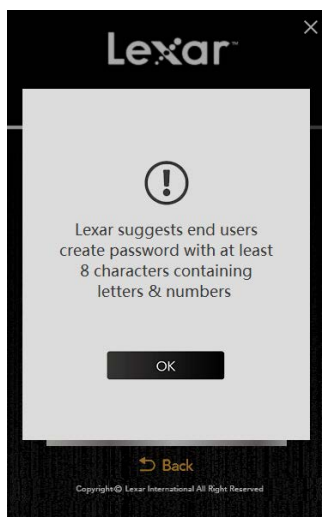 Lexar™
Lexar suggests end users
create password with at least
8 characters containing
letters & numbers
OK
Back
Copyright© Lexar International All Right Reserved